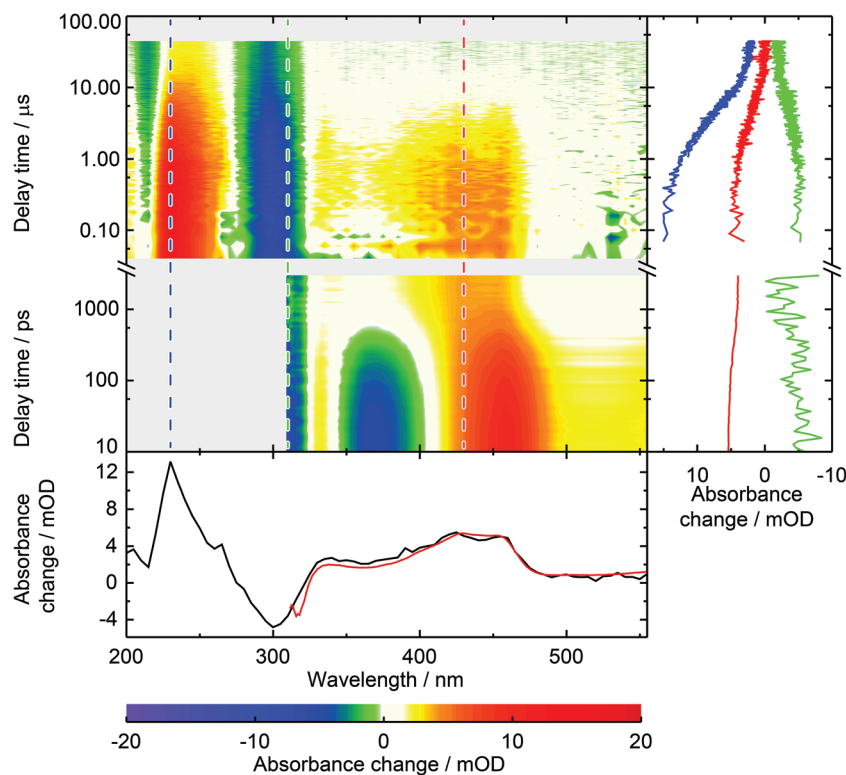 100.00
10.00
1.00
0.10
Delay time / µs
1000
100
10
Delay time / ps
10 0 -10
Absorbance
change / mOD
12
8
4
0
-4
Absorbance
change / mOD
200 300 400 500
Wavelength / nm
-20 -10 0 10 20
Absorbance change / mOD